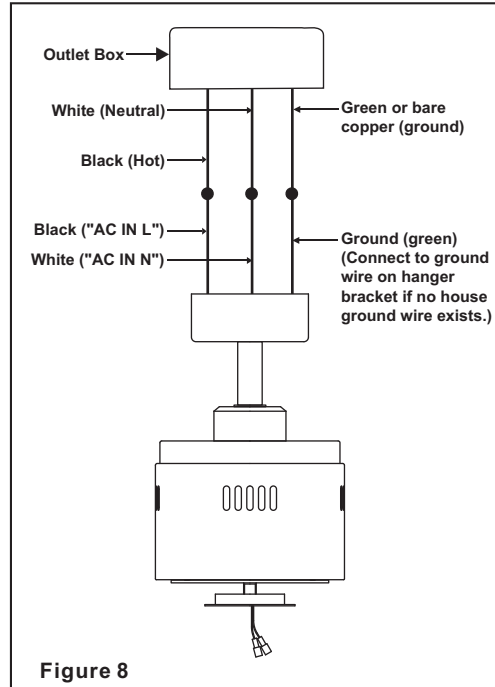 Outlet Box
White (Neutral)
Green or bare
copper (ground)
Black (Hot)
Black ("AC IN L")
White ("AC IN N")
Ground (green)
(Connect to ground
wire on hanger
bracket if no house
ground wire exists.)
Figure 8